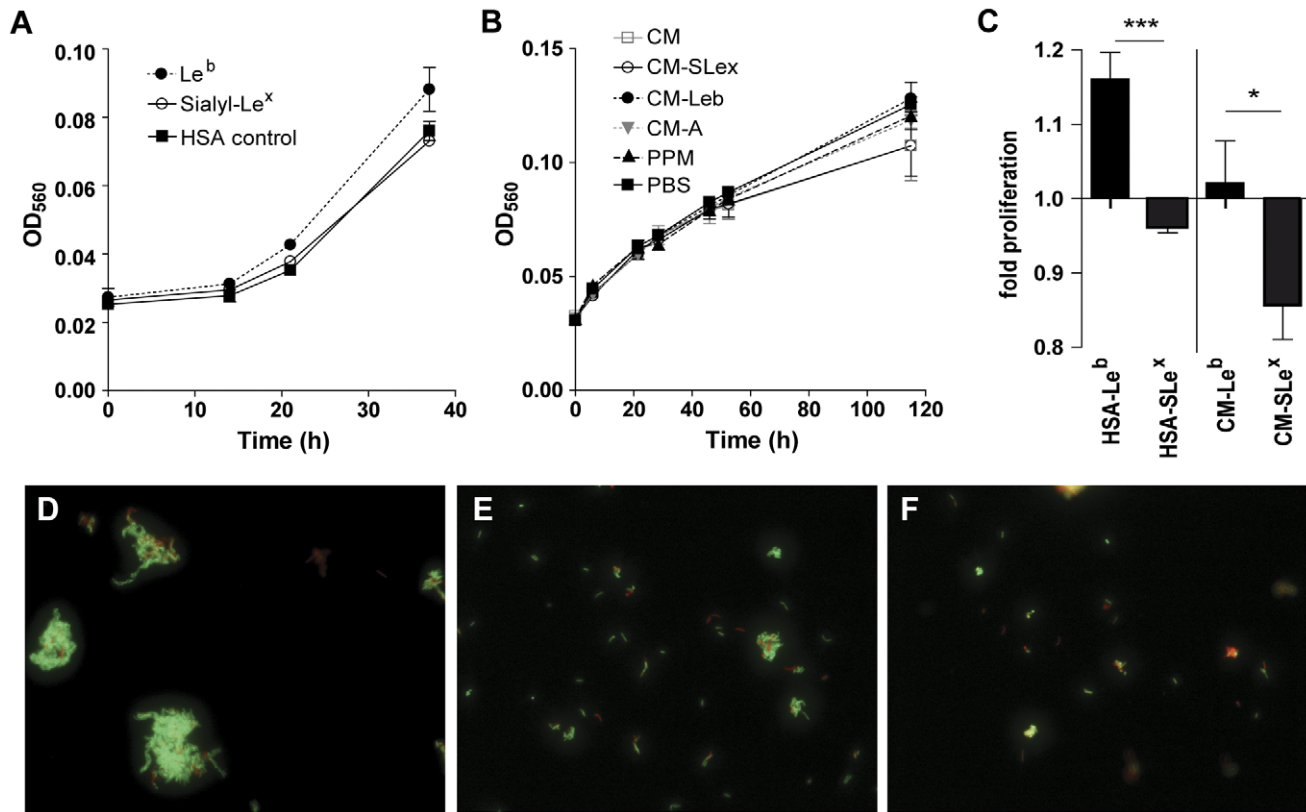 A
0.10
0.08
0.06
0.04
0.02
0.00
OD560
Le b
Sialyl-Le x
HSA control
0
10
20
30
40
Time (h)
B
0.15
0.10
0.05
0.00
OD560
CM
CM-SLex
CM-Leb
CM-A
PPM
PBS
0
20
40
60
80
100
120
Time (h)
C
***
*
1.2
1.1
1.0
0.9
0.8
fold proliferation
HSA-Le b
HSA-SLe x
CM-Le b
CM-SLe x
D
E
F